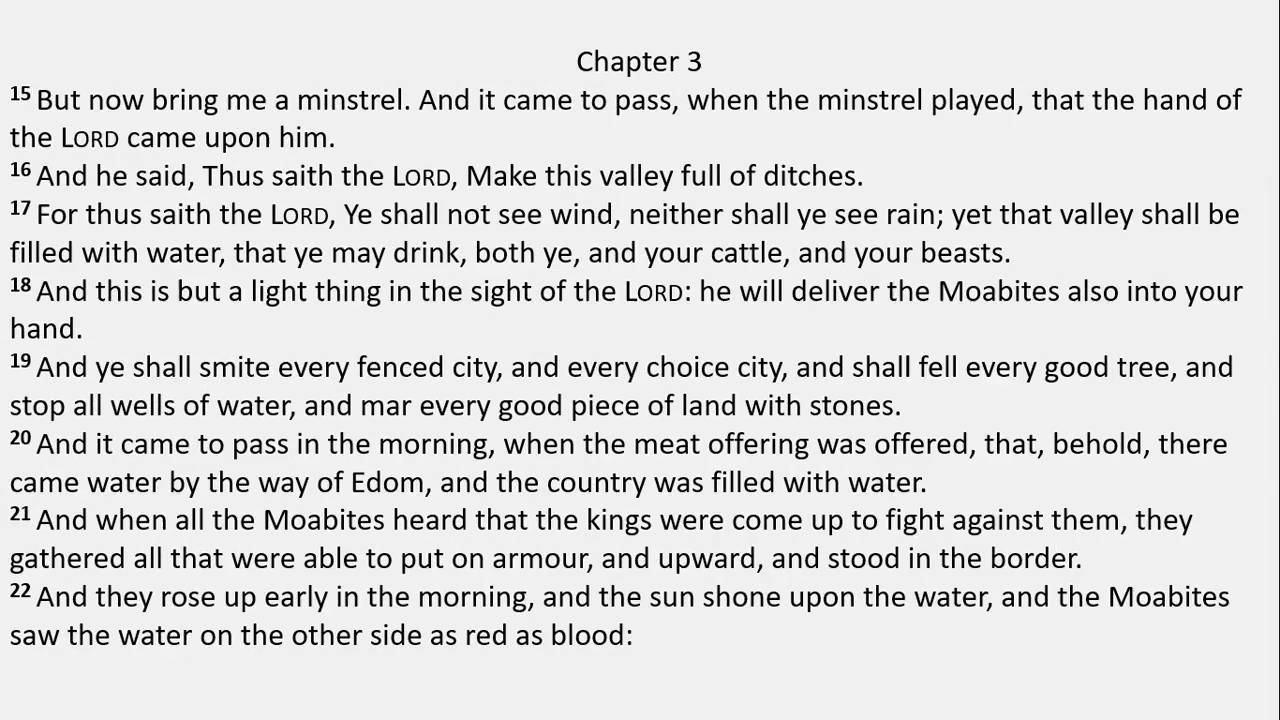 Chapter 3
15 But now bring me a minstrel. And it came to pass, when the minstrel played, that the hand of
the LORD came upon him.
16 And he said, Thus saith the LORD, Make this valley full of ditches.
17 For thus saith the LORD, Ye shall not see wind, neither shall ye see rain; yet that valley shall be
filled with water, that ye may drink, both ye, and your cattle, and your beasts.
18 And this is but a light thing in the sight of the LORD: he will deliver the Moabites also into your
hand.
19 And ye shall smite every fenced city, and every choice city, and shall fell every good tree, and
stop all wells of water, and mar every good piece of land with stones.
20 And it came to pass in the morning, when the meat offering was offered, that, behold, there
came water by the way of Edom, and the country was filled with water.
21 And when all the Moabites heard that the kings were come up to fight against them, they
gathered all that were able to put on armour, and upward, and stood in the border.
22 And they rose up early in the morning, and the sun shone upon the water, and the Moabites
saw the water on the other side as red as blood: